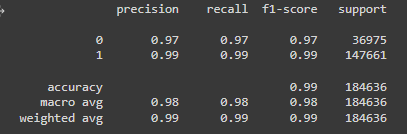 precision recall f1-score support
0 0.97 0.97 0.97 36975
1 0.99 0.99 0.99 147661
accuracy 0.99 184636
macro avg 0.98 0.98 0.98 184636
weighted avg 0.99 0.99 0.99 184636